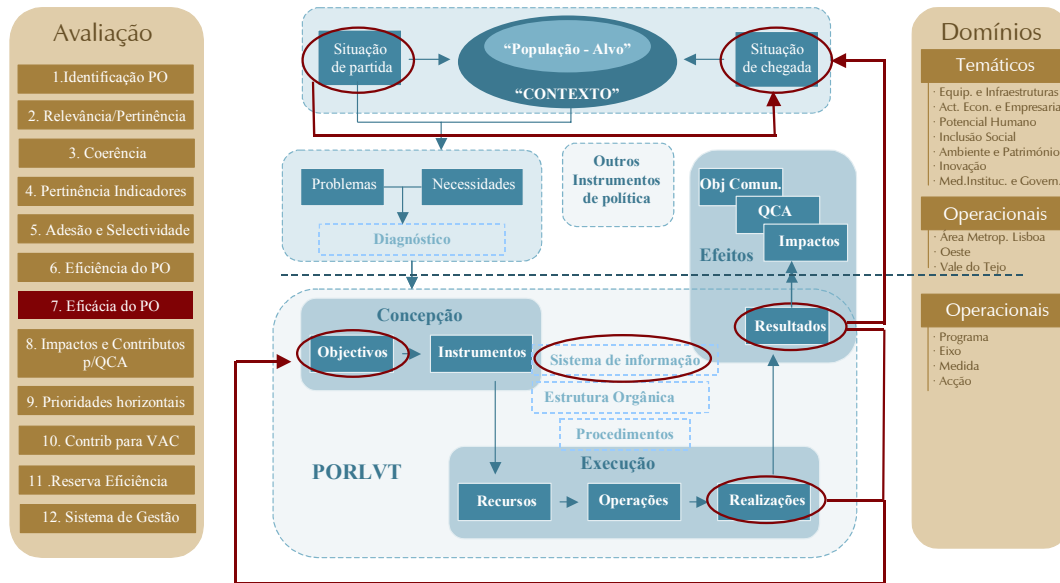 Avaliação
1.Identificação PO
2. Relevância/Pertinência
3. Coerência
4. Pertinência Indicadores
5. Adesão e Selectividade
6. Eficiência do PO
7. Eficácia do PO
8. Impactos e Contributos
p/QCA
9. Prioridades horizontais
10. Contrib para VAC
11 .Reserva Eficiência
12. Sistema de Gestão
Situação
de partida
“População - Alvo”
“CONTEXTO”
Situação
de chegada
Problemas
Necessidades
Diagnóstico
Outros
Instrumentos
de política
Obj Comun.
QCA
Impactos
Efeitos
Resultados
Concepção
Objectivos
Instrumentos
Sistema de informação
Estrutura Orgânica
Procedimentos
PORLVT
Execução
Recursos
Operações
Realizações
Domínios
Temáticos
· Equip. e Infraestruturas
· Act. Econ. e Empresaria
· Potencial Humano
· Inclusão Social
· Ambiente e Património
· Inovação
· Med.Instituc. e Govern.
Operacionais
· Área Metrop. Lisboa
· Oeste
· Vale do Tejo
Operacionais
· Programa
· Eixo
· Medida
· Acção